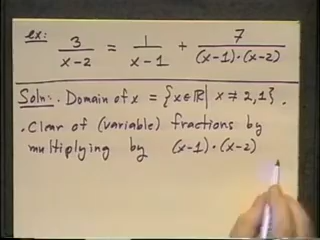 ex: 3/(x-2) = 1/(x-1) + 7/((x-1)·(x-2))
Soln: . Domain of x = {x∈ℝ | x ≠ 2,1}.
. Clear of (variable) fractions by
multiplying by (x-1)·(x-2)